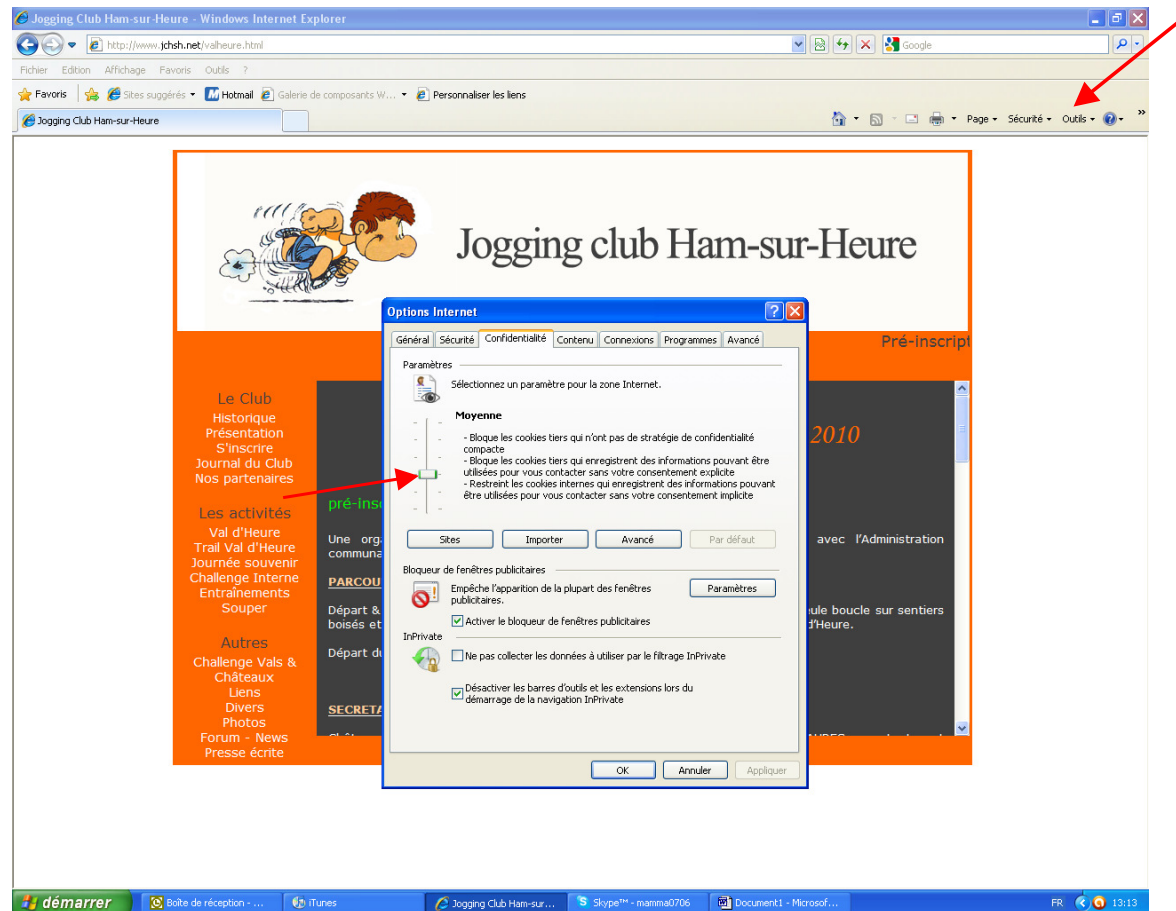 Jogging Club Ham-sur-Heure - Windows Internet Explorer
http://www.jchsh.net/valheure.html
Google
Fichier Edition Affichage Favoris Outils ?
Favoris Sites suggérés Hotmail Galerie de composants W... Personnaliser les liens
Jogging Club Ham-sur-Heure
Page Sécurité Outils
Jogging club Ham-sur-Heure
Pré-inscript
Le Club
Historique
Présentation
S'inscrire
Journal du Club
Nos partenaires
Les activités
Val d'Heure
Trail Val d'Heure
Journée souvenir
Challenge Interne
Entraînements
Souper
Autres
Challenge Vals &
Châteaux
Liens
Divers
Photos
Forum - News
Presse écrite
2010
pré-ins
Une org
avec l'Administration
communa
PARCOU
Départ &
eule boucle sur sentiers
boisés et
d'Heure.
Départ du
SECRETA
Options Internet
Général Sécurité Confidentialité Contenu Connexions Programmes Avancé
Paramètres
Sélectionnez un paramètre pour la zone Internet.
Moyenne
- Bloque les cookies tiers qui n'ont pas de stratégie de confidentialité
compacte
- Bloque les cookies tiers qui enregistrent des informations pouvant être
utilisées pour vous contacter sans votre consentement explicite
- Restreint les cookies internes qui enregistrent des informations pouvant
être utilisées pour vous contacter sans votre consentement implicite
Sites Importer Avancé Par défaut
Bloqueur de fenêtres publicitaires
Empêche l'apparition de la plupart des fenêtres
publicitaires.
Paramètres
Activer le bloqueur de fenêtres publicitaires
InPrivate
Ne pas collecter les données à utiliser par le filtrage InPrivate
Désactiver les barres d'outils et les extensions lors du
démarrage de la navigation InPrivate
OK Annuler Appliquer
démarrer Boîte de réception - ... iTunes Jogging Club Ham-sur... Skype™ - mamma0706 Document1 - Microsof... FR 13:13